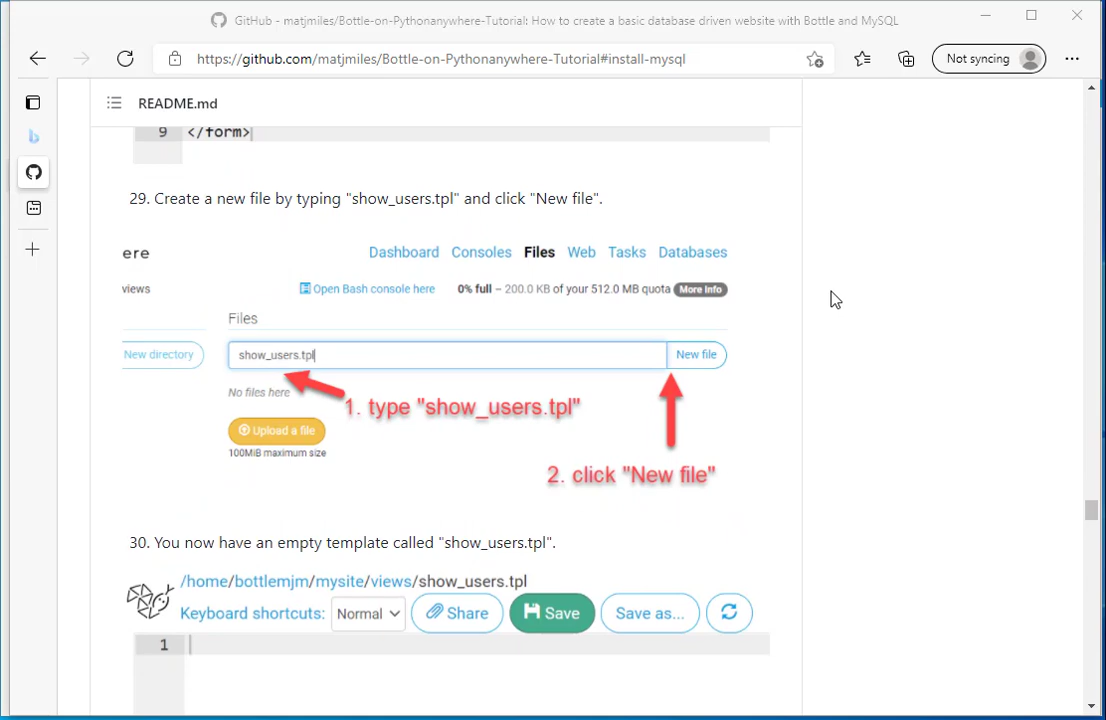 GitHub - matjmiles/Bottle-on-Pythonanywhere-Tutorial: How to create a basic database driven website with Bottle and MySQL
https://github.com/matjmiles/Bottle-on-Pythonanywhere-Tutorial#install-mysql
Not syncing
README.md
9 </form>
29. Create a new file by typing "show_users.tpl" and click "New file".
ere Dashboard Consoles Files Web Tasks Databases
views Open Bash console here 0% full – 200.0 KB of your 512.0 MB quota More Info
Files
New directory show_users.tpl New file
No files here
1. type "show_users.tpl"
Upload a file
100MiB maximum size
2. click "New file"
30. You now have an empty template called "show_users.tpl".
/home/bottlemjm/mysite/views/show_users.tpl
Keyboard shortcuts: Normal Share Save Save as...
1